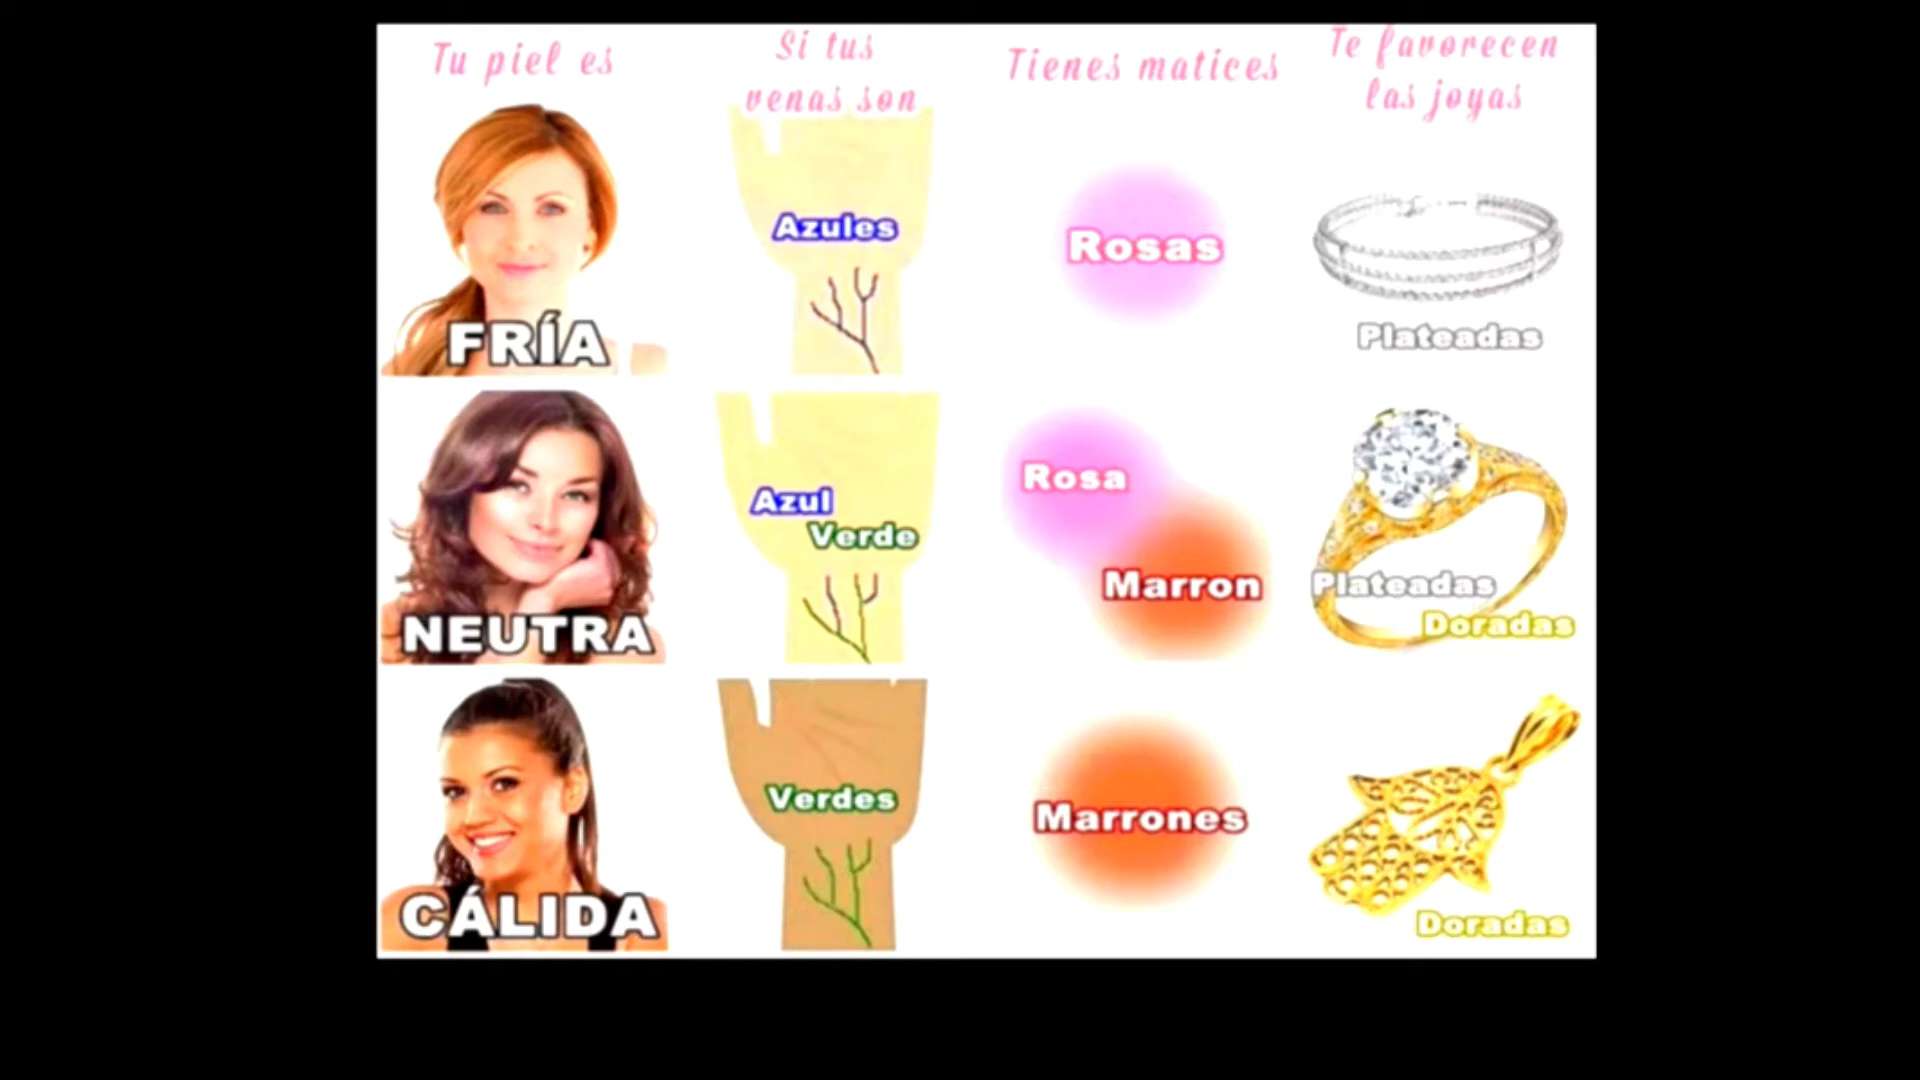 Tu piel es
Si tus
venas son
Tienes matices
Te favorecen
las joyas
FRÍA
Azules
Rosas
Plateadas
NEUTRA
Azul
Verde
Rosa
Marron
Plateadas
Doradas
CÁLIDA
Verdes
Marrones
Doradas